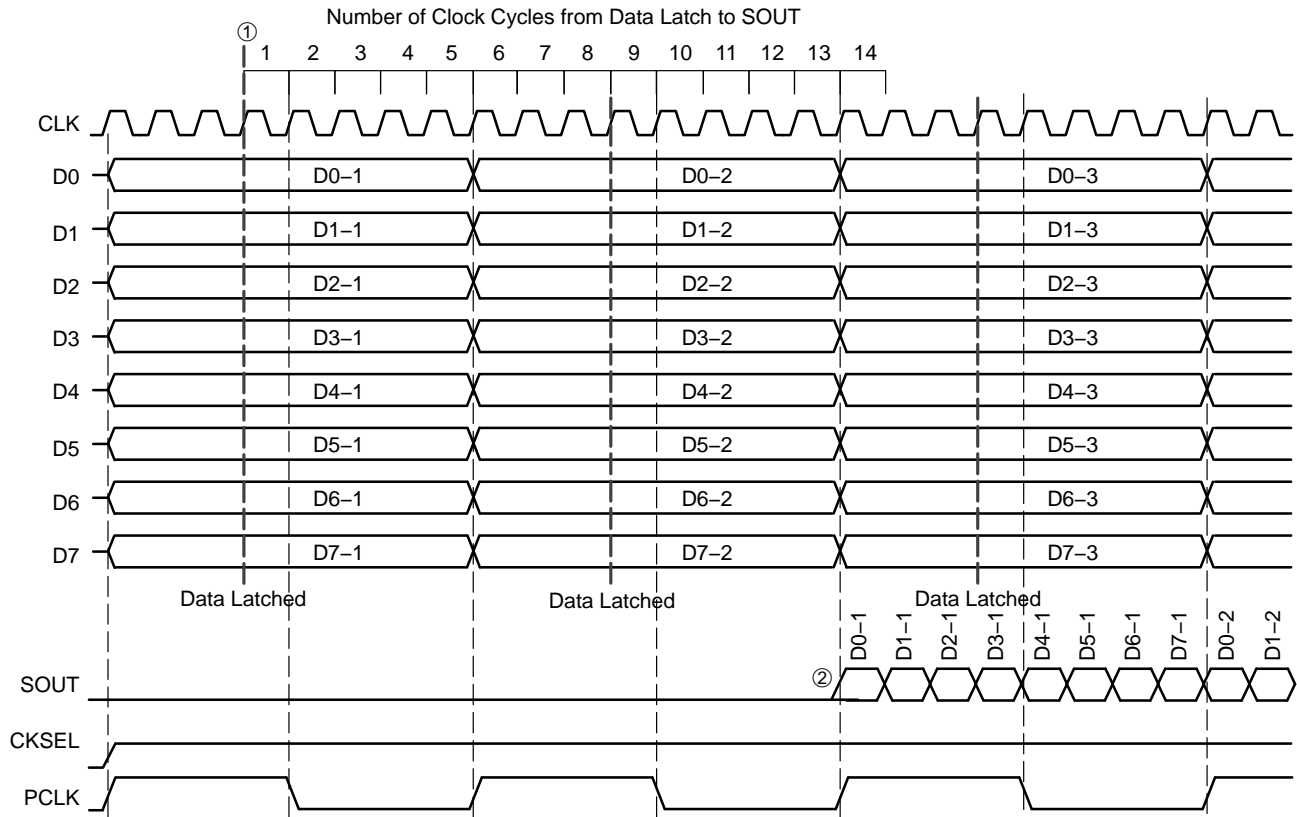 Number of Clock Cycles from Data Latch to SOUT
①
1 2 3 4 5 6 7 8 9 10 11 12 13 14
CLK
D0 D0−1 D0−2 D0−3
D1 D1−1 D1−2 D1−3
D2 D2−1 D2−2 D2−3
D3 D3−1 D3−2 D3−3
D4 D4−1 D4−2 D4−3
D5 D5−1 D5−2 D5−3
D6 D6−1 D6−2 D6−3
D7 D7−1 D7−2 D7−3
Data Latched Data Latched Data Latched
D0−1 D1−1 D2−1 D3−1 D4−1 D5−1 D6−1 D7−1 D0−2 D1−2
SOUT ②
CKSEL
PCLK